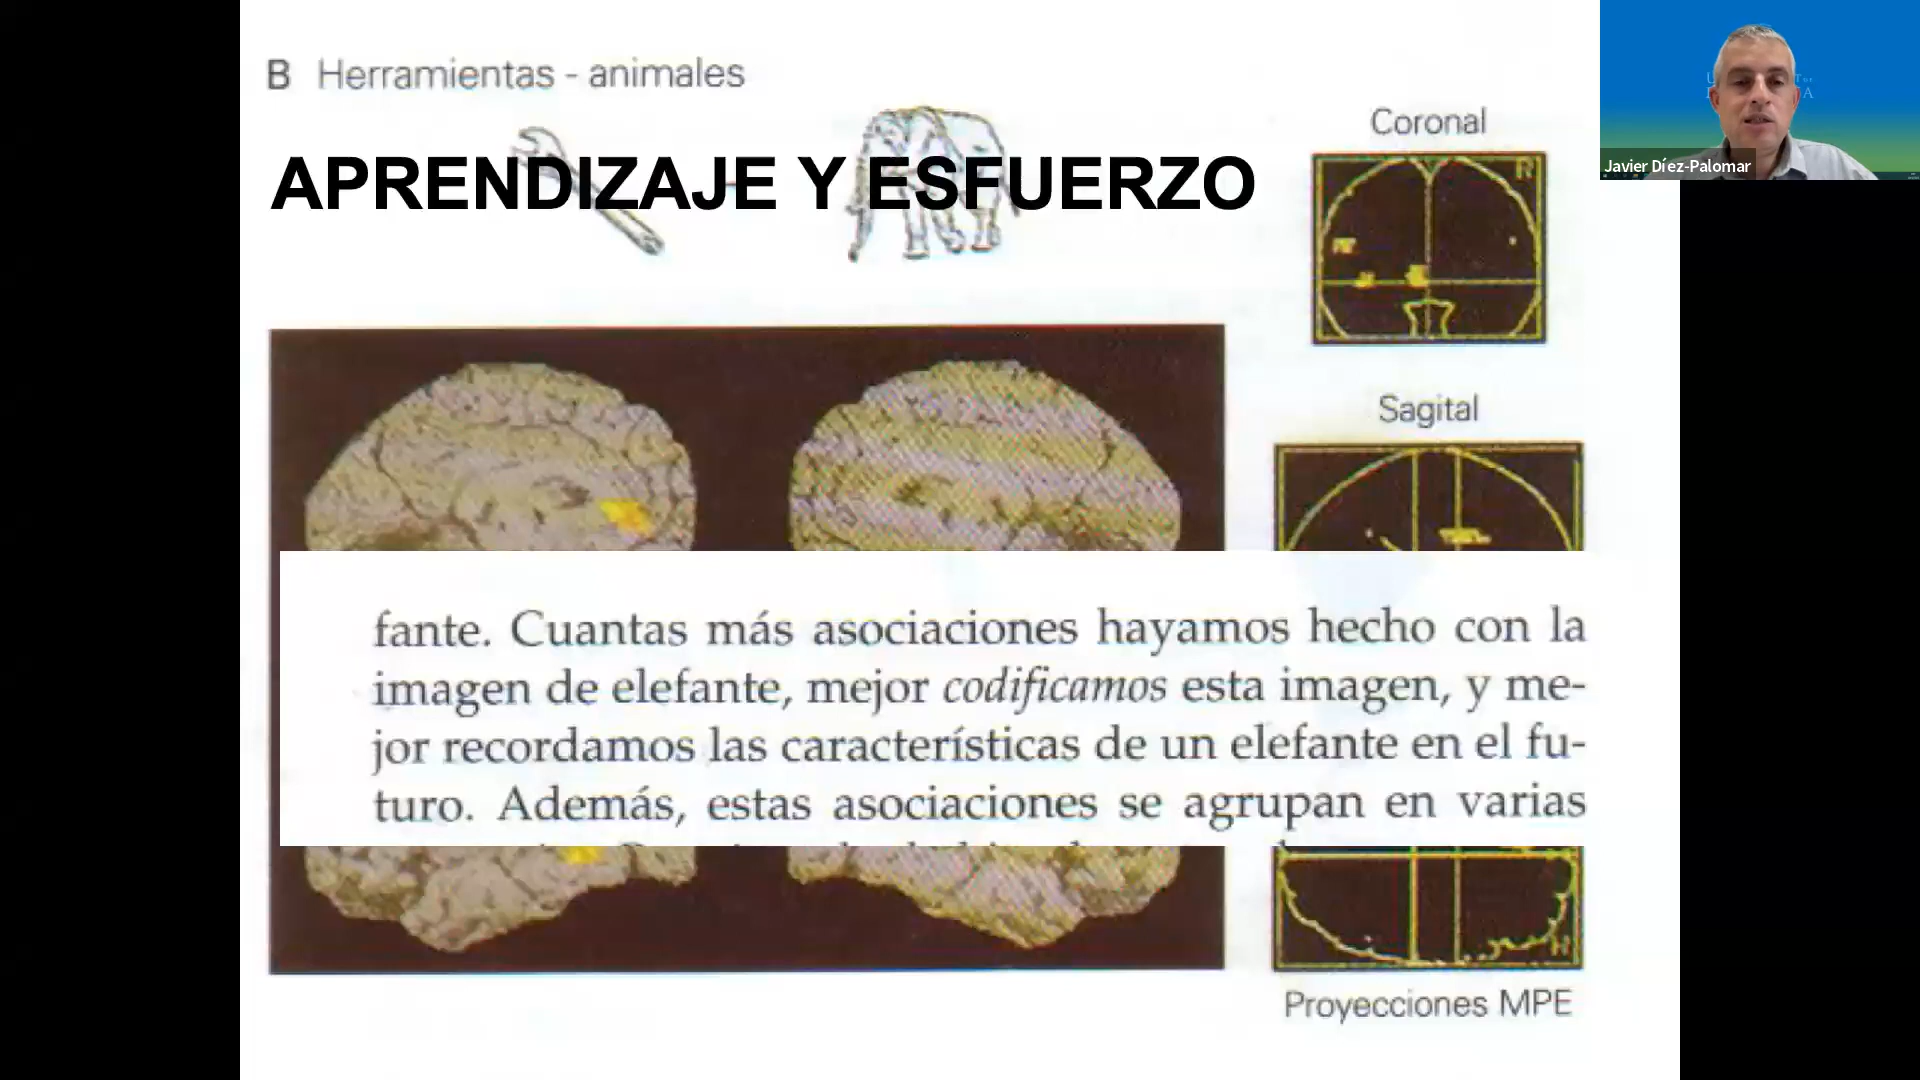 B Herramientas - animales
APRENDIZAJE Y ESFUERZO
Coronal
R
Sagital
fante. Cuantas más asociaciones hayamos hecho con la
imagen de elefante, mejor codificamos esta imagen, y me-
jor recordamos las características de un elefante en el fu-
turo. Además, estas asociaciones se agrupan en varias
Proyecciones MPE
Javier Díez-Palomar